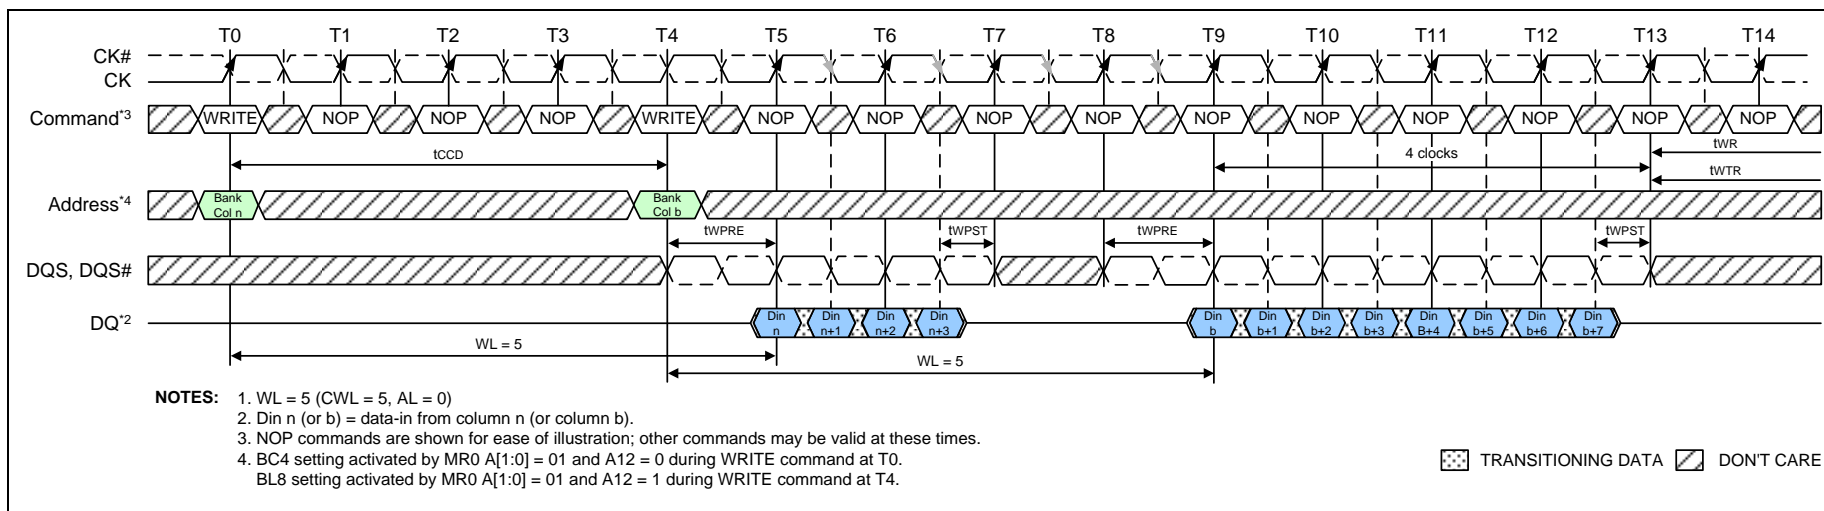 T0 T1 T2 T3 T4 T5 T6 T7 T8 T9 T10 T11 T12 T13 T14
CK#
CK
Command*3 WRITE NOP NOP NOP WRITE NOP NOP NOP NOP NOP NOP NOP NOP NOP NOP
tCCD 4 clocks tWR
tWTR
Address*4 Bank Col n Bank Col b
tWPRE tWPST tWPRE tWPST
DQS, DQS#
DQ*2 Din n Din n+1 Din n+2 Din n+3 Din b Din b+1 Din b+2 Din b+3 Din B+4 Din b+5 Din b+6 Din b+7
WL = 5 WL = 5
NOTES: 1. WL = 5 (CWL = 5, AL = 0)
2. Din n (or b) = data-in from column n (or column b).
3. NOP commands are shown for ease of illustration; other commands may be valid at these times.
4. BC4 setting activated by MR0 A[1:0] = 01 and A12 = 0 during WRITE command at T0.
BL8 setting activated by MR0 A[1:0] = 01 and A12 = 1 during WRITE command at T4.
TRANSITIONING DATA DON'T CARE